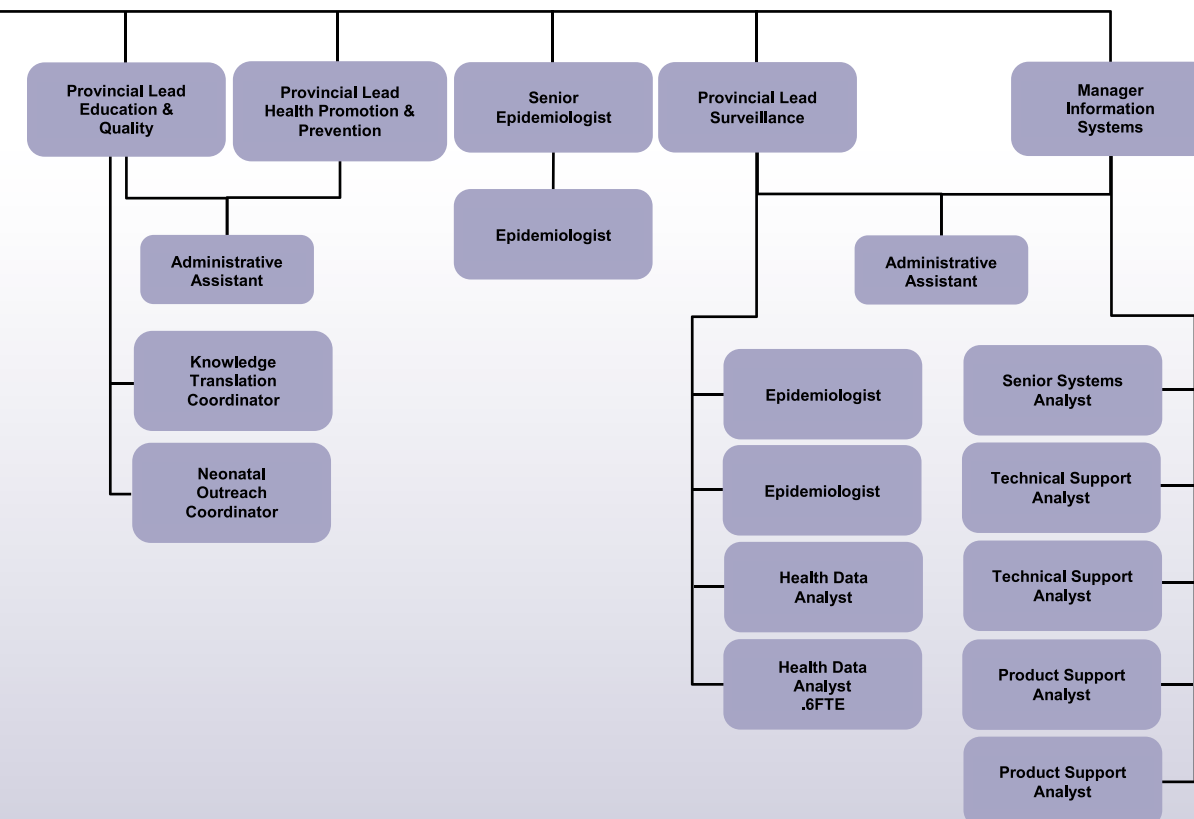 Provincial Lead
Education &
Quality
Provincial Lead
Health Promotion &
Prevention
Senior
Epidemiologist
Provincial Lead
Surveillance
Manager
Information
Systems
Epidemiologist
Administrative
Assistant
Administrative
Assistant
Knowledge
Translation
Coordinator
Neonatal
Outreach
Coordinator
Epidemiologist
Epidemiologist
Health Data
Analyst
Health Data
Analyst
.6FTE
Senior Systems
Analyst
Technical Support
Analyst
Technical Support
Analyst
Product Support
Analyst
Product Support
Analyst